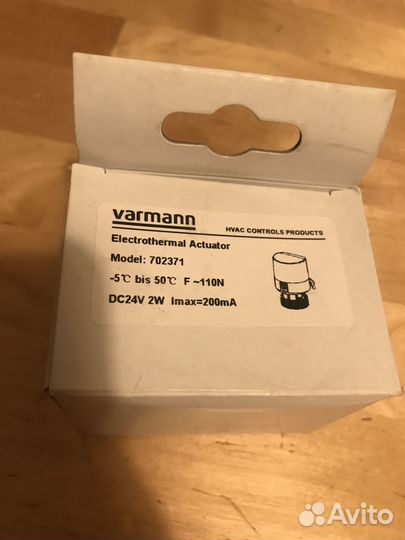 varmann
HVAC CONTROLS PRODUCTS
Electrothermal Actuator
Model: 702371
-5℃ bis 50℃ F ~110N
DC24V 2W Imax=200mA
Avito